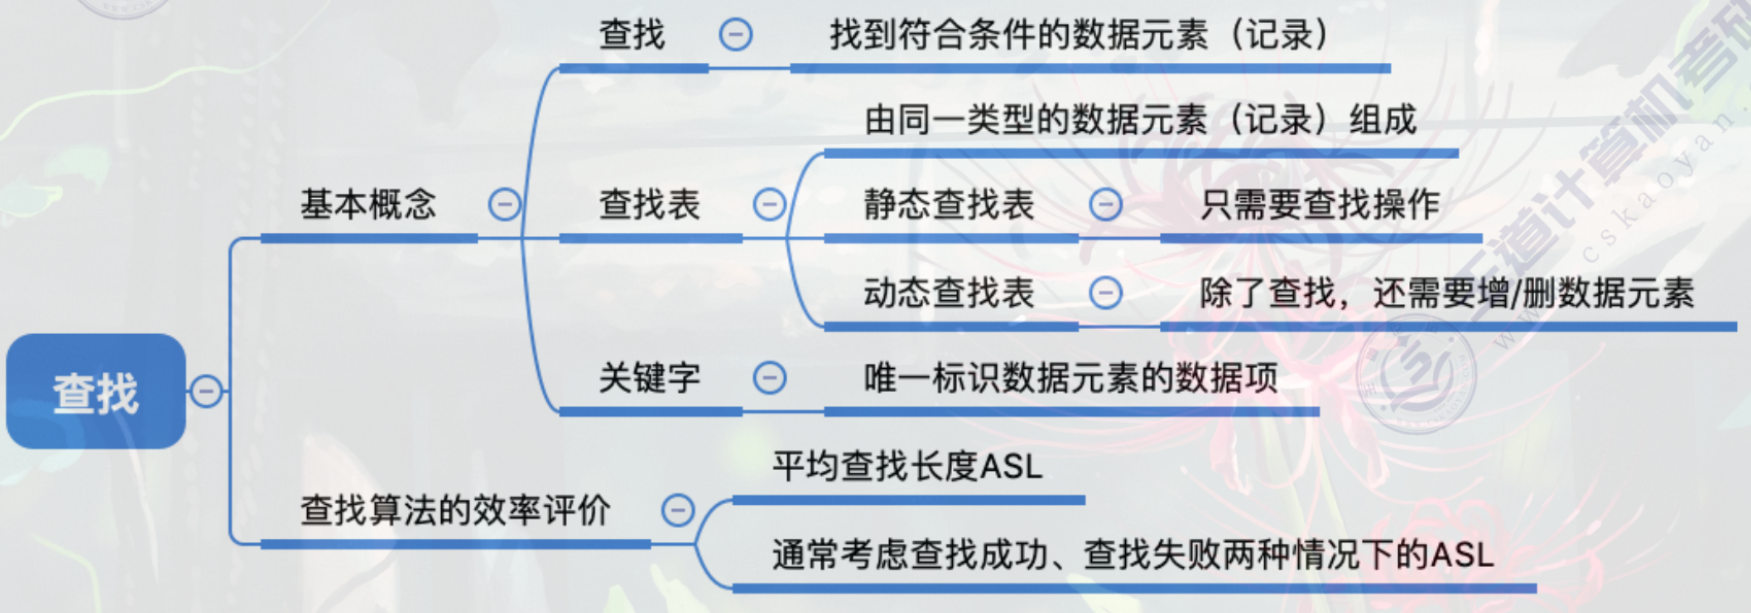 查找
找到符合条件的数据元素（记录）
由同一类型的数据元素（记录）组成
基本概念
查找表
静态查找表
只需要查找操作
动态查找表
除了查找，还需要增/删数据元素
查找
关键字
唯一标识数据元素的数据项
平均查找长度ASL
查找算法的效率评价
通常考虑查找成功、查找失败两种情况下的ASL
王道计算机考研
www.cskaoyan.